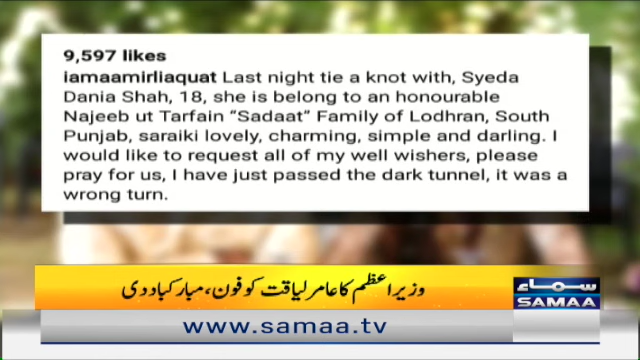 9,597 likes
iamaamirliaquat Last night tie a knot with, Syeda
Dania Shah, 18, she is belong to an honourable
Najeeb ut Tarfain “Sadaat” Family of Lodhran, South
Punjab, saraiki lovely, charming, simple and darling. I
would like to request all of my well wishers, please
pray for us, I have just passed the dark tunnel, it was a
wrong turn.
وزیراعظم کا عامر لیاقت کو فون، مبارکباد دی
سماء
SAMAA
www.samaa.tv